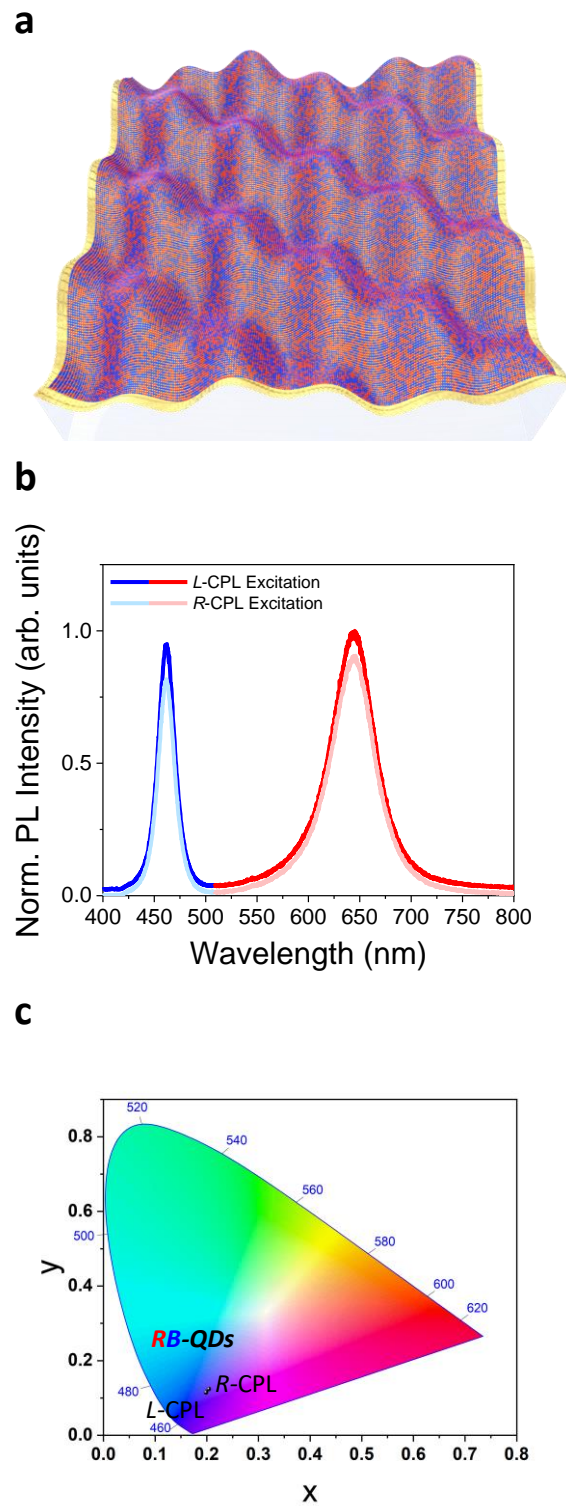 a
b
Norm. PL Intensity (arb. units)
L-CPL Excitation
R-CPL Excitation
1.0
0.5
0.0
400 450 500 550 600 650 700 750 800
Wavelength (nm)
c
0.8
0.6
0.4
0.2
0.0
y
520
540
560
500
580
600
620
RB-QDs
480
R-CPL
L-CPL
460
0.0 0.1 0.2 0.3 0.4 0.5 0.6 0.7 0.8
x